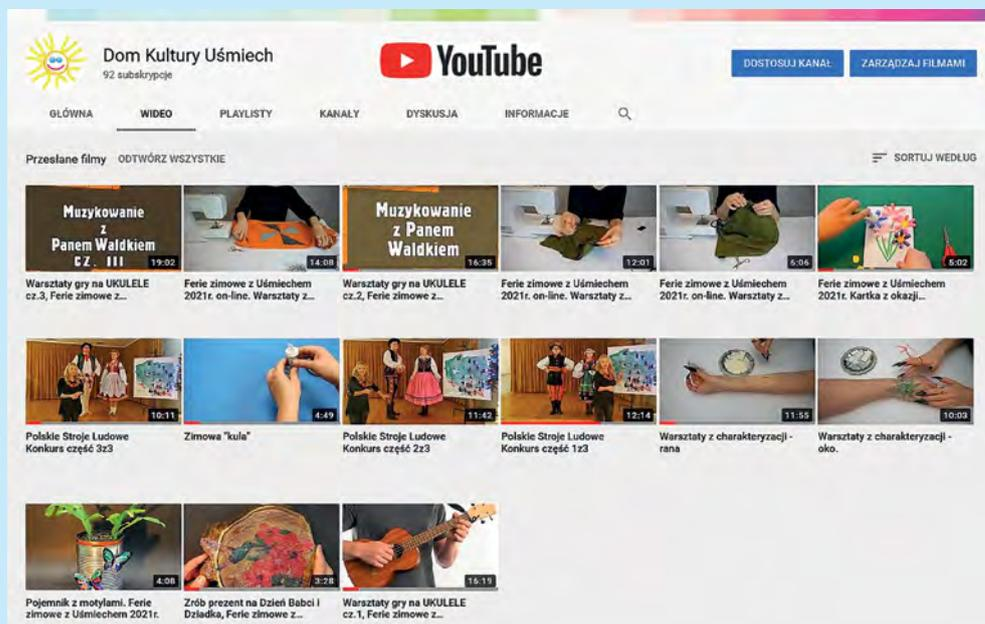 Dom Kultury Uśmiech
92 subskrypcje
YouTube
DOSTOSUJ KANAŁ
ZARZĄDZAJ FILMAMI
GŁÓWNA
WIDEO
PLAYLISTY
KANAŁY
DYSKUSJA
INFORMACJE
Przesłane filmy
ODTWÓRZ WSZYSTKIE
SORTUJ WEDŁUG
Muzykowanie
z
Panem Waldkiem
CZ. III
19:02
Warsztaty gry na UKULELE
cz.3, Ferie zimowe z...
14:08
Ferie zimowe z Uśmiechem
2021r. on-line. Warsztaty z...
Muzykowanie
z Panem
Waldkiem
16:35
Warsztaty gry na UKULELE
cz.2, Ferie zimowe z...
12:01
Ferie zimowe z Uśmiechem
2021r. on-line. Warsztaty z...
6:06
Ferie zimowe z Uśmiechem
2021r. on-line. Warsztaty z...
5:02
Ferie zimowe z Uśmiechem
2021r. Kartka z okazji...
10:11
Polskie Stroje Ludowe
Konkurs część 3z3
4:49
Zimowa "kula"
11:42
Polskie Stroje Ludowe
Konkurs część 2z3
12:14
Polskie Stroje Ludowe
Konkurs część 1z3
11:55
Warsztaty z charakteryzacji -
rana
10:03
Warsztaty z charakteryzacji -
oko.
4:08
Pojemnik z motylami. Ferie
zimowe z Uśmiechem 2021r.
3:28
Zrób prezent na Dzień Babci i
Dziadka, Ferie zimowe z...
16:19
Warsztaty gry na UKULELE
cz.1, Ferie zimowe z...